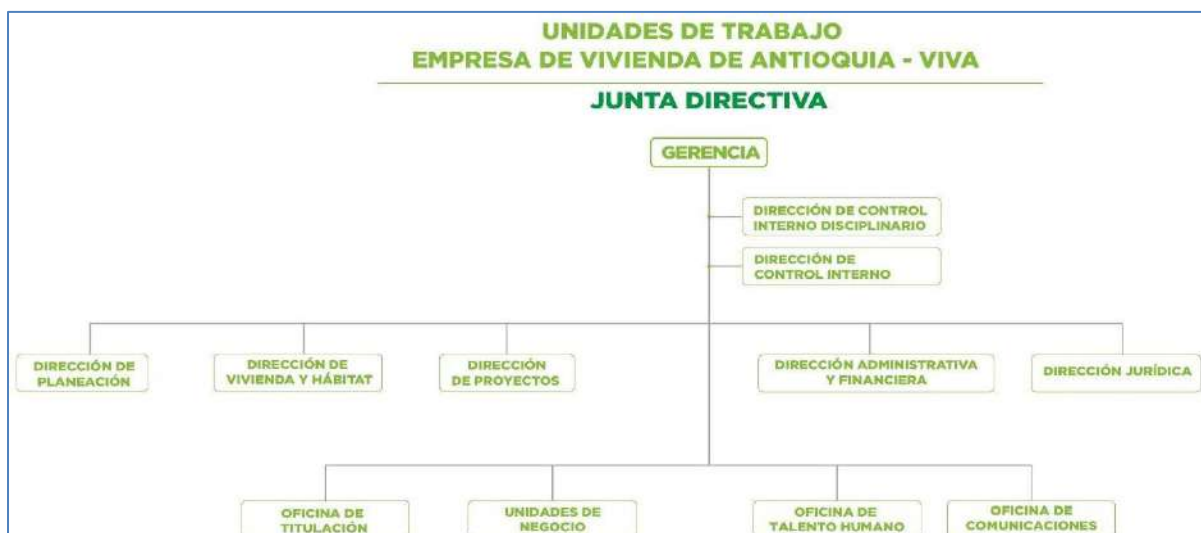 UNIDADES DE TRABAJO
EMPRESA DE VIVIENDA DE ANTIOQUIA - VIVA
JUNTA DIRECTIVA
GERENCIA
DIRECCIÓN DE CONTROL
INTERNO DISCIPLINARIO
DIRECCIÓN DE
CONTROL INTERNO
DIRECCIÓN DE
PLANEACIÓN
DIRECCIÓN DE
VIVIENDA Y HÁBITAT
DIRECCIÓN
DE PROYECTOS
DIRECCIÓN ADMINISTRATIVA
Y FINANCIERA
DIRECCIÓN JURÍDICA
OFICINA DE
TITULACIÓN
UNIDADES DE
NEGOCIO
OFICINA DE
TALENTO HUMANO
OFICINA DE
COMUNICACIONES